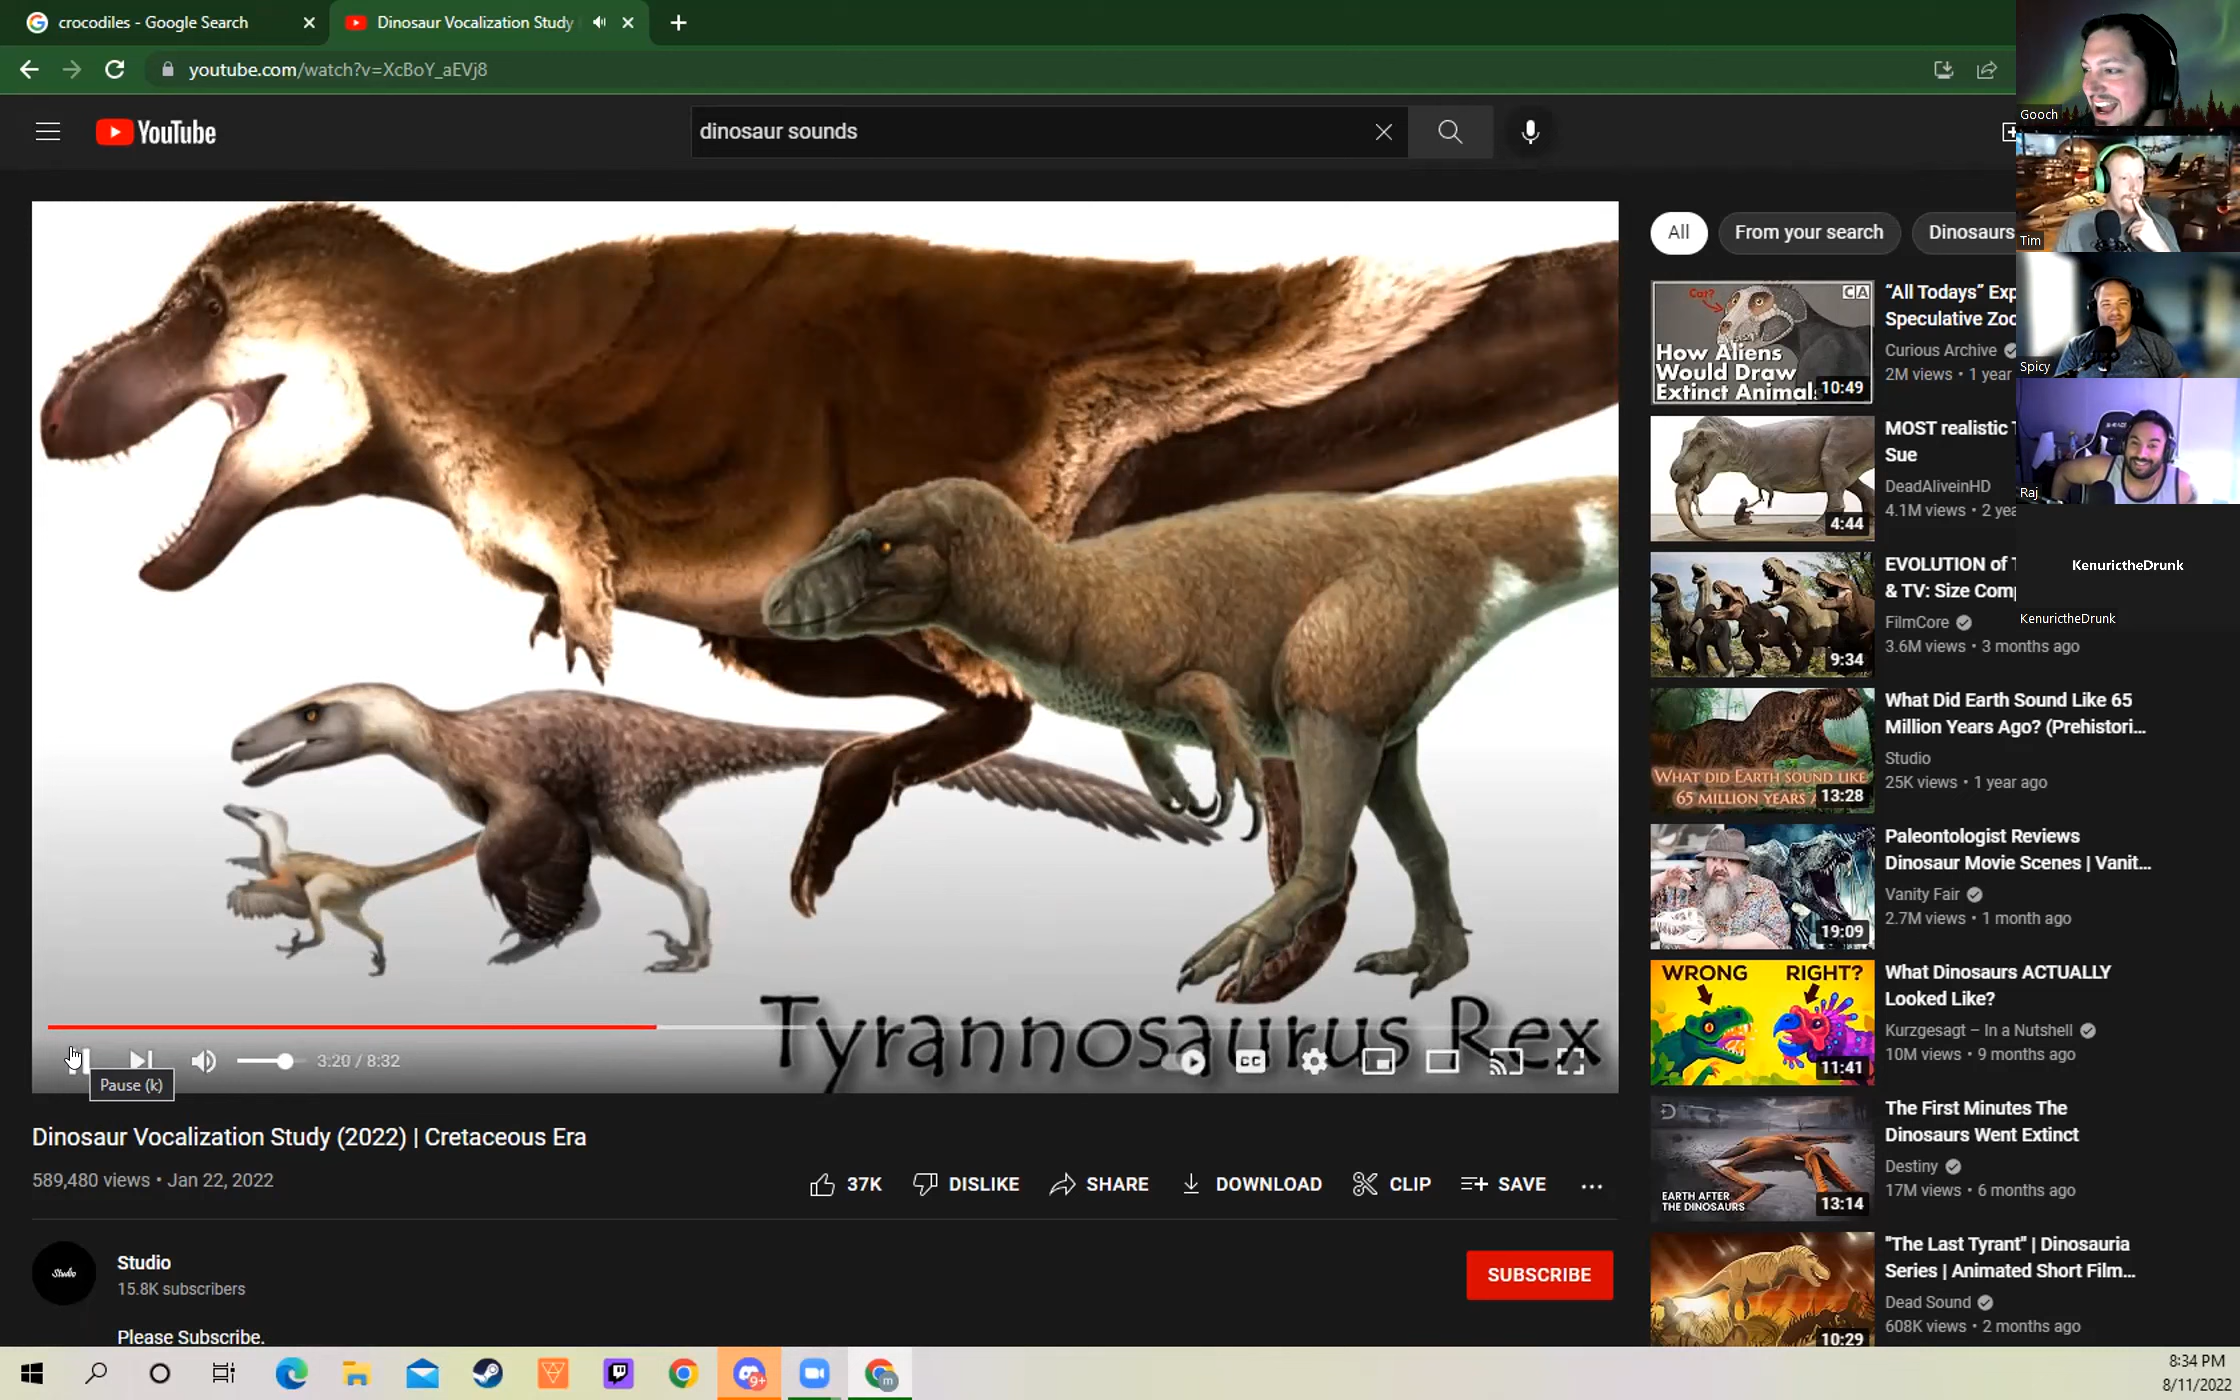 crocodiles - Google Search
Dinosaur Vocalization Study
youtube.com/watch?v=XcBoY_aEVj8
YouTube
dinosaur sounds
Gooch
Tim
Spicy
Raj
KenurictheDrunk
KenurictheDrunk
Tyrannosaurus Rex
3:20 / 8:32
CC
Pause (k)
Dinosaur Vocalization Study (2022) | Cretaceous Era
589,480 views • Jan 22, 2022
37K
DISLIKE
SHARE
DOWNLOAD
CLIP
SAVE
Studio
Studio
15.8K subscribers
SUBSCRIBE
Please Subscribe.
All
From your search
Dinosaurs
Cat?
CA
How Aliens
Would Draw
Extinct Animal
10:49
“All Todays” Exp
Speculative Zoo
Curious Archive
2M views • 1 year
4:44
MOST realistic T
Sue
DeadAliveinHD
4.1M views • 2 yea
9:34
EVOLUTION of T
& TV: Size Comp
FilmCore
3.6M views • 3 months ago
WHAT DID EARTH SOUND LIKE
65 MILLION YEARS A
13:28
What Did Earth Sound Like 65
Million Years Ago? (Prehistori...
Studio
25K views • 1 year ago
19:09
Paleontologist Reviews
Dinosaur Movie Scenes | Vanit...
Vanity Fair
2.7M views • 1 month ago
WRONG RIGHT?
11:41
What Dinosaurs ACTUALLY
Looked Like?
Kurzgesagt – In a Nutshell
10M views • 9 months ago
EARTH AFTER
THE DINOSAURS
13:14
The First Minutes The
Dinosaurs Went Extinct
Destiny
17M views • 6 months ago
10:29
"The Last Tyrant" | Dinosauria
Series | Animated Short Film...
Dead Sound
608K views • 2 months ago
9+
m
8:34 PM
8/11/2022